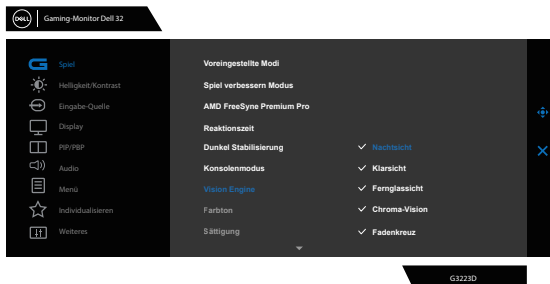 DELL
Gaming-Monitor Dell 32
Spiel
Helligkeit/Kontrast
Eingabe-Quelle
Display
PIP/PBP
Audio
Menü
Individualisieren
Weiteres
Voreingestellte Modi
Spiel verbessern Modus
AMD FreeSync Premium Pro
Reaktionszeit
Dunkel Stabilisierung
Konsolenmodus
Vision Engine
Farbton
Sättigung
Nachtsicht
Klarsicht
Fernglassicht
Chroma-Vision
Fadenkreuz
G3223D